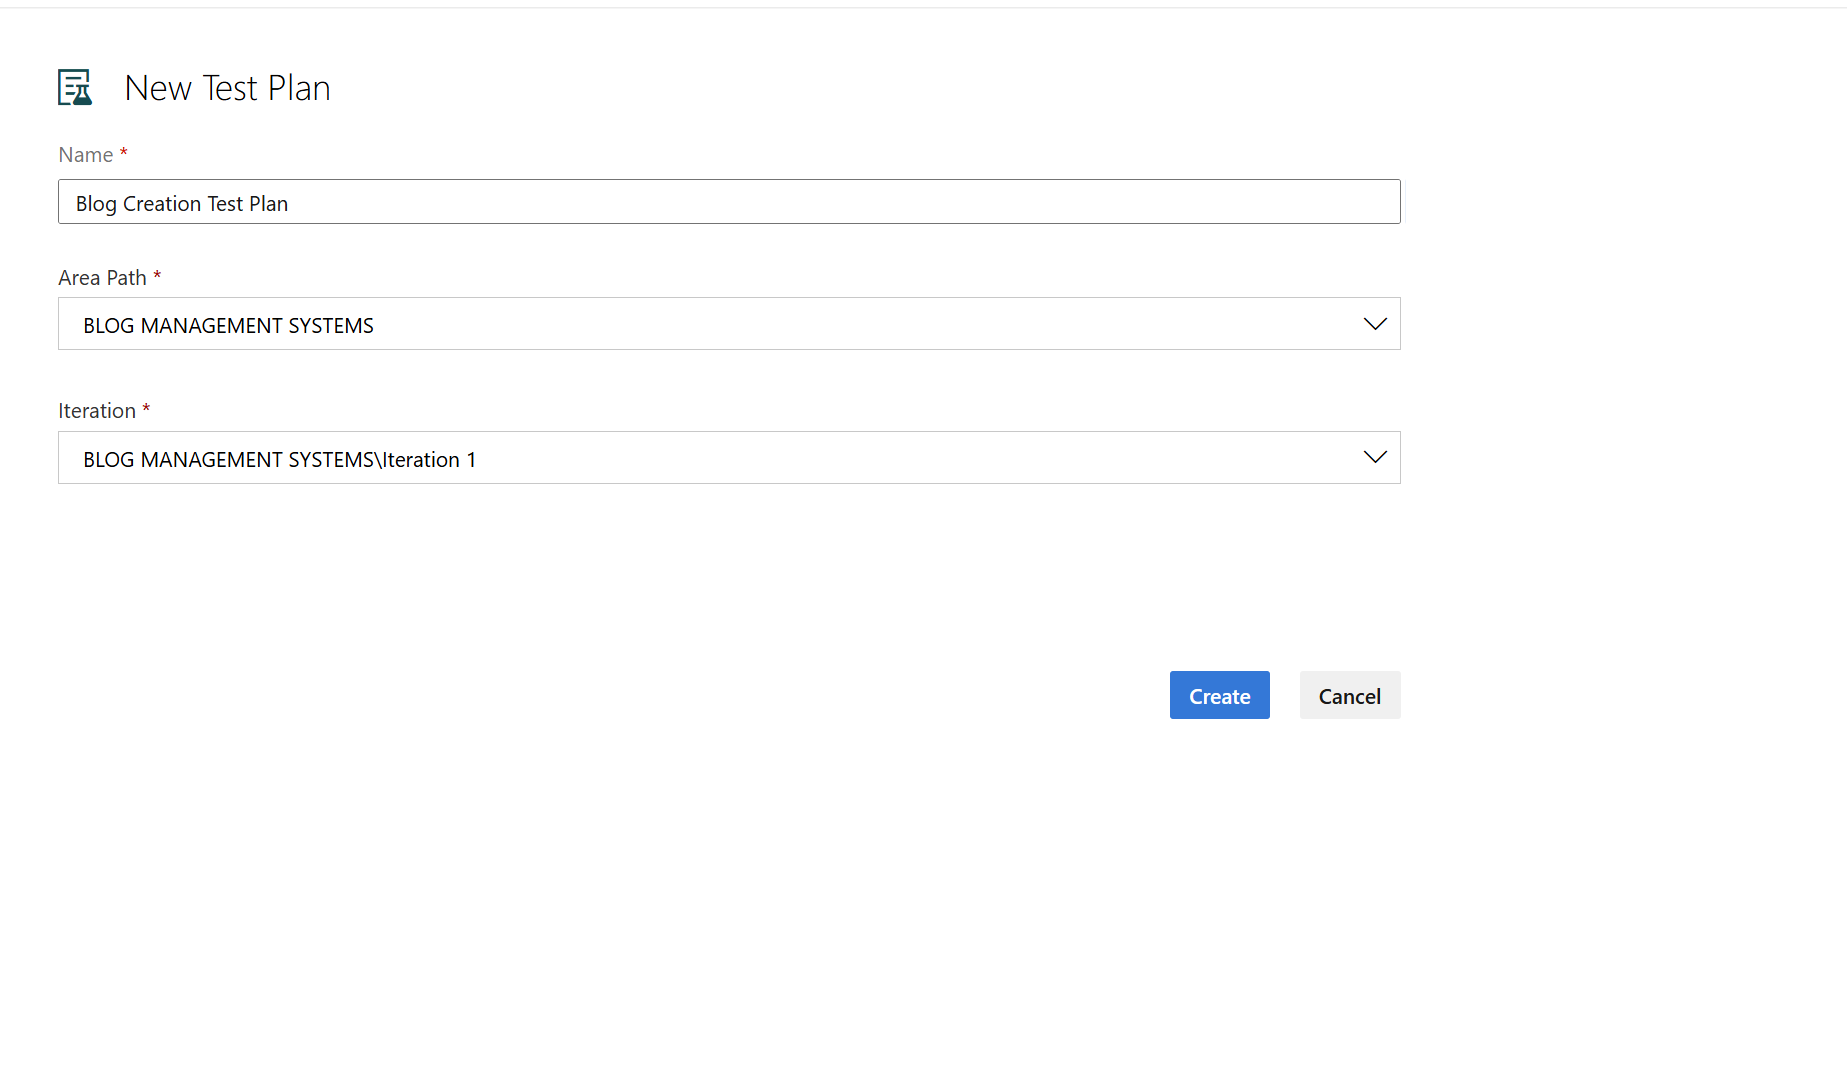 New Test Plan
Name *
Blog Creation Test Plan
Area Path *
BLOG MANAGEMENT SYSTEMS
Iteration *
BLOG MANAGEMENT SYSTEMS\Iteration 1
Create Cancel